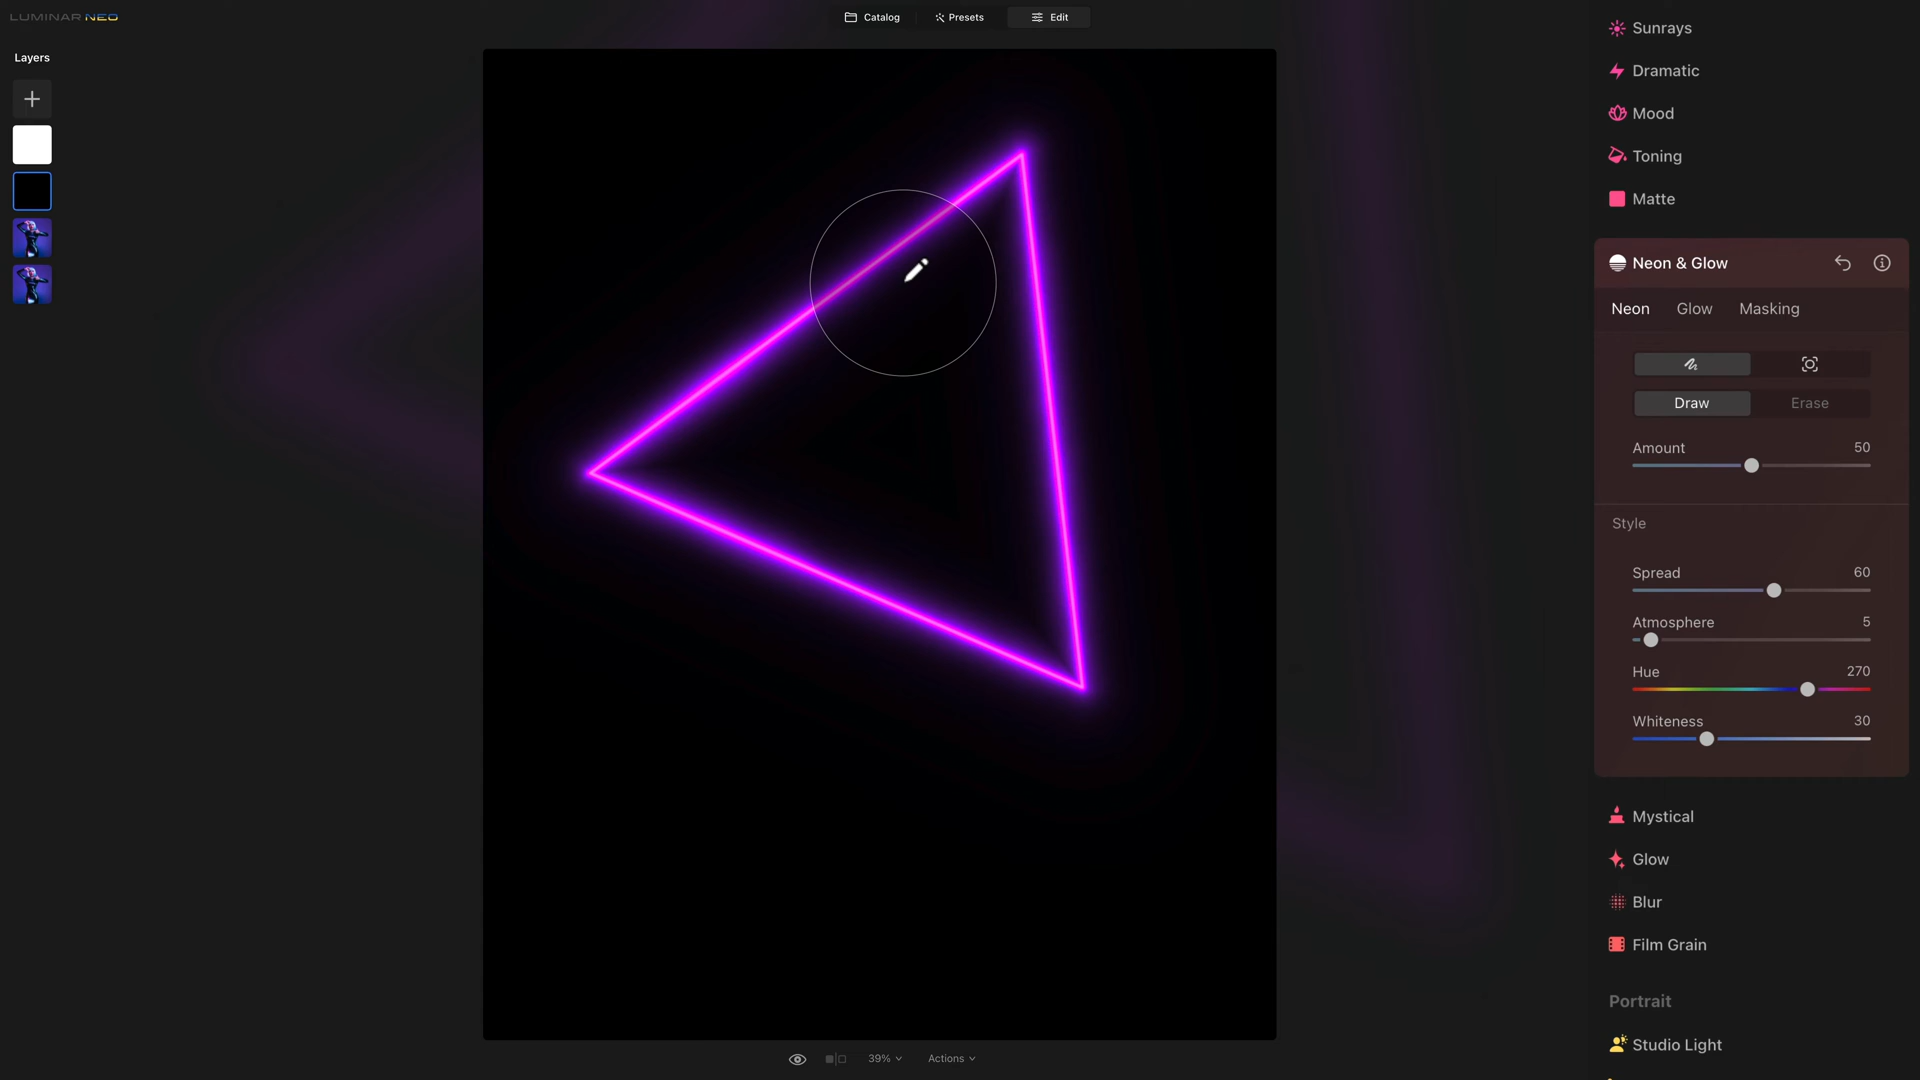 LUMINAR NEO
Catalog
Presets
Edit
Layers
Sunrays
Dramatic
Mood
Toning
Matte
Neon & Glow
Neon Glow Masking
Draw Erase
Amount 50
Style
Spread 60
Atmosphere 5
Hue 270
Whiteness 30
Mystical
Glow
Blur
Film Grain
Portrait
Studio Light
39%
Actions